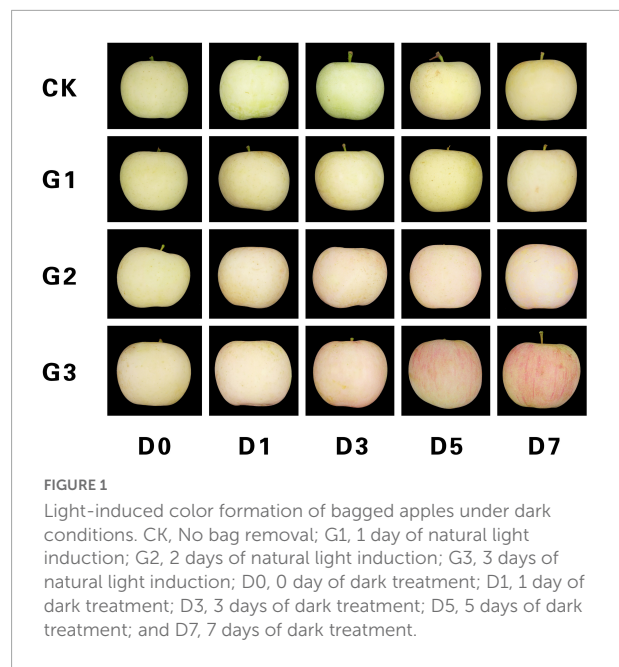 CK
G1
G2
G3
D0 D1 D3 D5 D7
FIGURE 1
Light-induced color formation of bagged apples under dark
conditions. CK, No bag removal; G1, 1 day of natural light
induction; G2, 2 days of natural light induction; G3, 3 days of
natural light induction; D0, 0 day of dark treatment; D1, 1 day of
dark treatment; D3, 3 days of dark treatment; D5, 5 days of dark
treatment; and D7, 7 days of dark treatment.